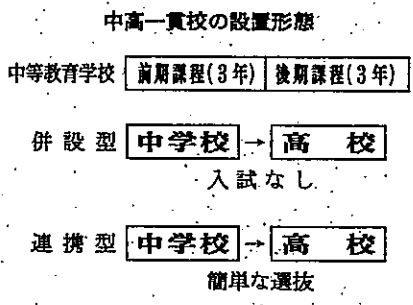 中高一貫校の設置形態
中等教育学校 前期課程(3年) 後期課程(3年)
併設型 中学校 → 高校
入試なし
連携型 中学校 → 高校
簡単な選抜